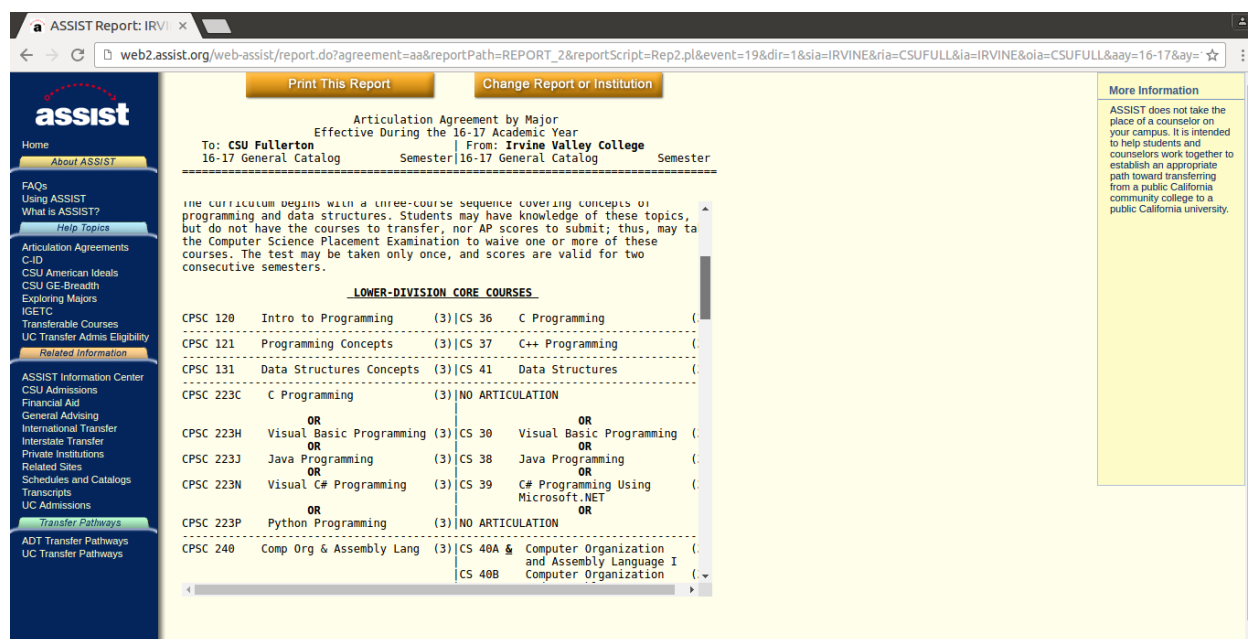 ASSIST Report: IRVI
web2.assist.org/web-assist/report.do?agreement=aa&reportPath=REPORT_2&reportScript=Rep2.pl&event=19&dir=1&sia=IRVINE&ria=CSUFULL&ia=IRVINE&oia=CSUFULL&aay=16-17&ay=
assist
Home
About ASSIST
FAQs
Using ASSIST
What is ASSIST?
Help Topics
Articulation Agreements
C-ID
CSU American Ideals
CSU GE-Breadth
Exploring Majors
IGETC
Transferable Courses
UC Transfer Admis Eligibility
Related Information
ASSIST Information Center
CSU Admissions
Financial Aid
General Advising
International Transfer
Interstate Transfer
Private Institutions
Related Sites
Schedules and Catalogs
Transcripts
UC Admissions
Transfer Pathways
ADT Transfer Pathways
UC Transfer Pathways
Print This Report
Change Report or Institution
Articulation Agreement by Major
Effective During the 16-17 Academic Year
To: CSU Fullerton | From: Irvine Valley College
16-17 General Catalog Semester|16-17 General Catalog Semester
================================================================================
The curriculum begins with a three-course sequence covering concepts of
programming and data structures. Students may have knowledge of these topics,
but do not have the courses to transfer, nor AP scores to submit; thus, may ta
the Computer Science Placement Examination to waive one or more of these
courses. The test may be taken only once, and scores are valid for two
consecutive semesters.
LOWER-DIVISION CORE COURSES
CPSC 120 Intro to Programming (3)|CS 36 C Programming (
CPSC 121 Programming Concepts (3)|CS 37 C++ Programming (
CPSC 131 Data Structures Concepts (3)|CS 41 Data Structures (
CPSC 223C C Programming (3)|NO ARTICULATION
OR | OR
CPSC 223H Visual Basic Programming (3)|CS 30 Visual Basic Programming (
OR | OR
CPSC 223J Java Programming (3)|CS 38 Java Programming (
OR | OR
CPSC 223N Visual C# Programming (3)|CS 39 C# Programming Using (
| Microsoft.NET
OR | OR
CPSC 223P Python Programming (3)|NO ARTICULATION
CPSC 240 Comp Org & Assembly Lang (3)|CS 40A & Computer Organization (
| and Assembly Language I
|CS 40B Computer Organization (
More Information
ASSIST does not take the
place of a counselor on
your campus. It is intended
to help students and
counselors work together to
establish an appropriate
path toward transferring
from a public California
community college to a
public California university.